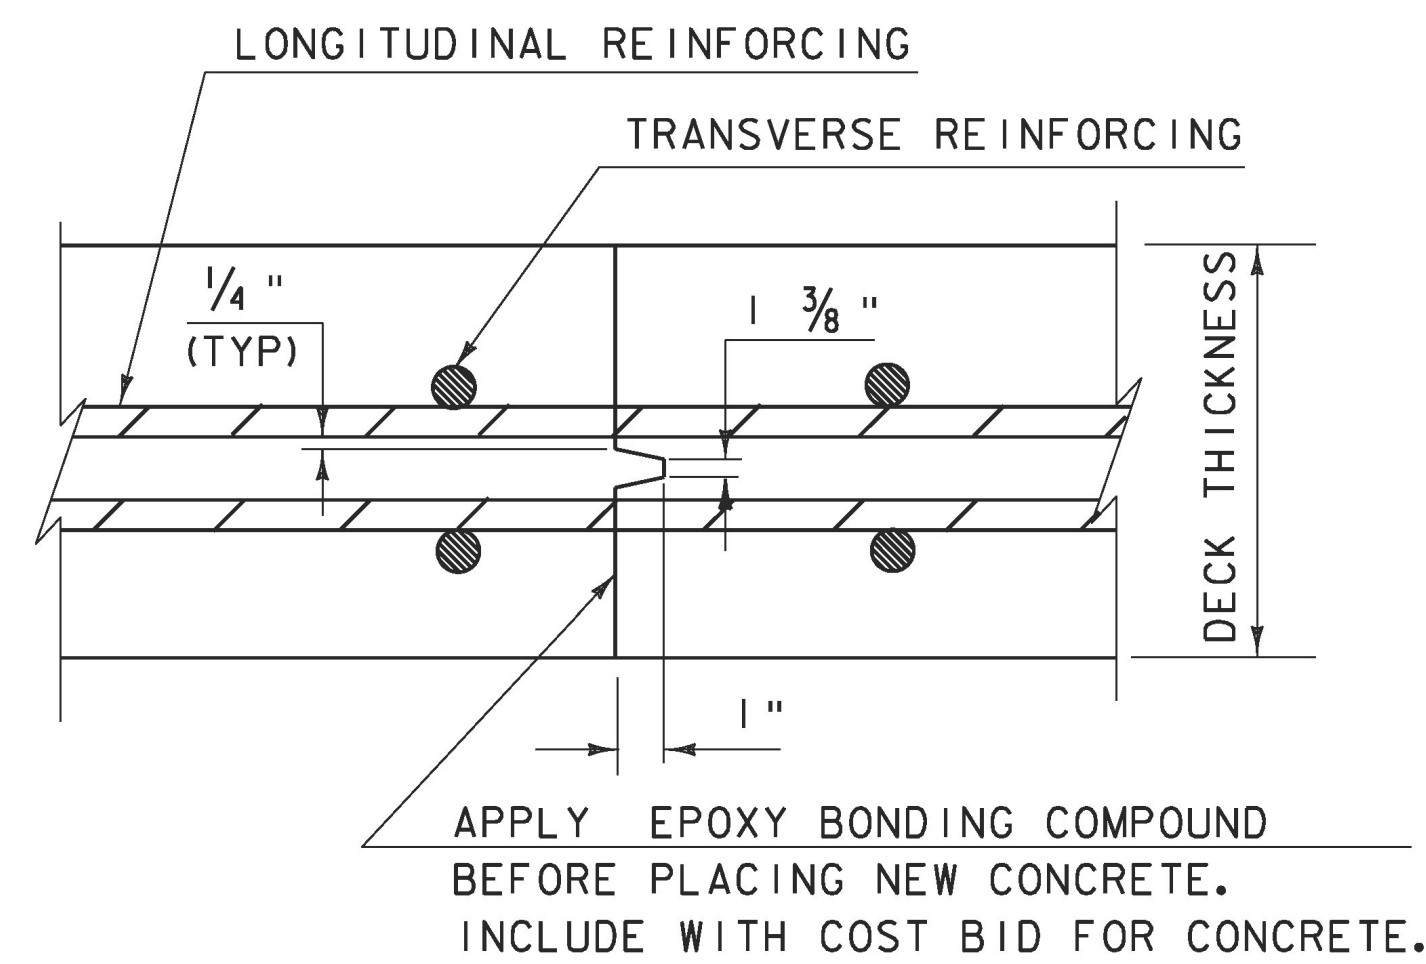 LONGITUDINAL REINFORCING
TRANSVERSE REINFORCING
1/4 "
(TYP)
1 3/8 "
DECK THICKNESS
1 "
APPLY EPOXY BONDING COMPOUND
BEFORE PLACING NEW CONCRETE.
INCLUDE WITH COST BID FOR CONCRETE.